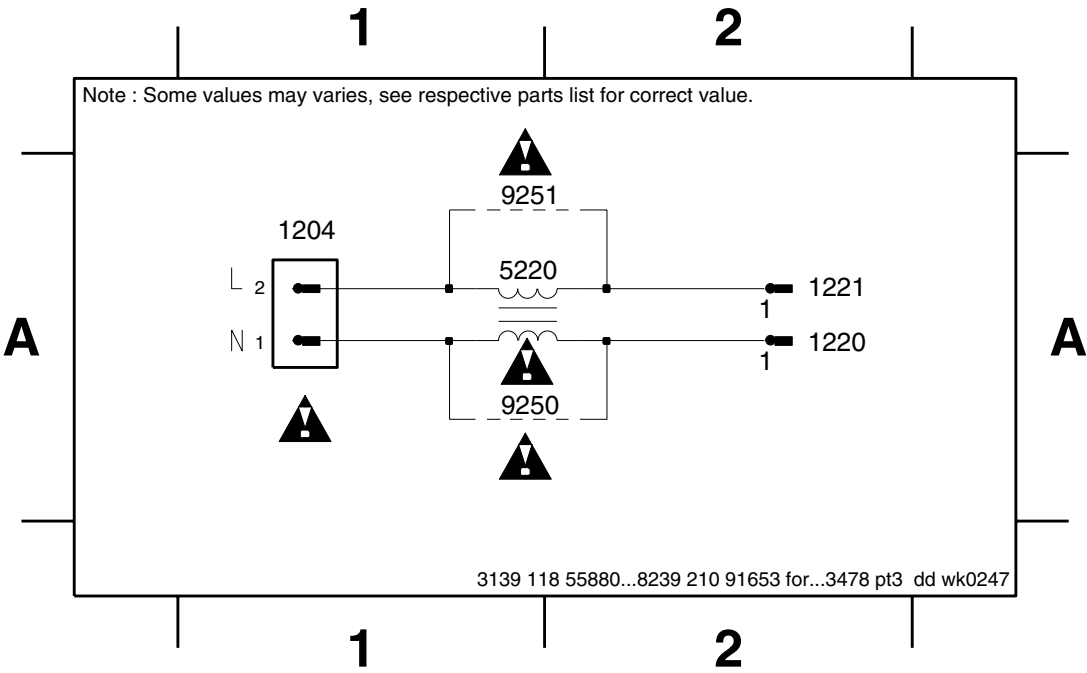 1 2
Note : Some values may varies, see respective parts list for correct value.
9251
1204
5220
L 2
1221
1
N 1
1220
1
A A
9250
3139 118 55880...8239 210 91653 for...3478 pt3 dd wk0247
1 2